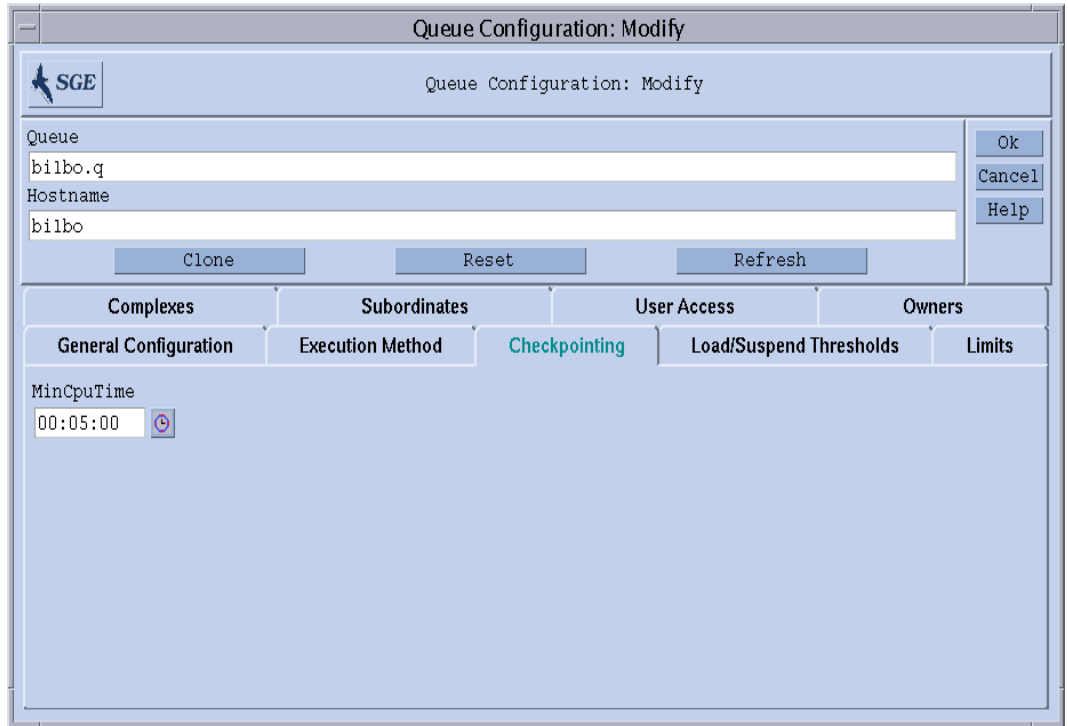 Queue Configuration: Modify
SGE
Queue Configuration: Modify
Queue
bilbo.q
Hostname
bilbo
Ok
Cancel
Help
Clone Reset Refresh
Complexes Subordinates User Access Owners
General Configuration Execution Method Checkpointing Load/Suspend Thresholds Limits
MinCpuTime
00:05:00